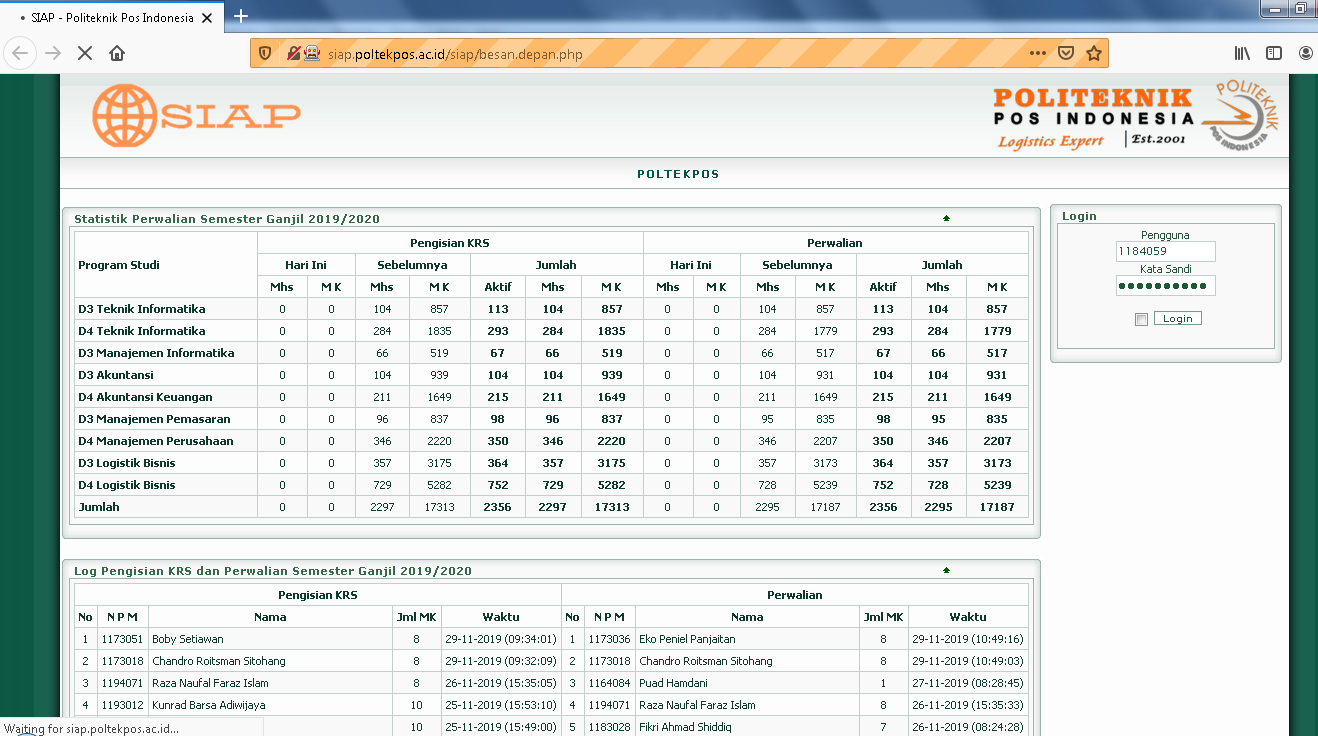 SIAP - Politeknik Pos Indonesia
siap.poltekpos.ac.id/siap/besan.depan.php
SIAP
POLITEKNIK
POS INDONESIA
Logistics Expert Est.2001
POLITEKNIK
POS INDONESIA
POLTEKPOS
Statistik Perwalian Semester Ganjil 2019/2020
Program Studi Pengisian KRS Perwalian
Hari Ini Sebelumnya Jumlah Hari Ini Sebelumnya Jumlah
Mhs M K Mhs M K Aktif Mhs M K Mhs M K Mhs M K Aktif Mhs M K
D3 Teknik Informatika 0 0 104 857 113 104 857 0 0 104 857 113 104 857
D4 Teknik Informatika 0 0 284 1835 293 284 1835 0 0 284 1779 293 284 1779
D3 Manajemen Informatika 0 0 66 519 67 66 519 0 0 66 517 67 66 517
D3 Akuntansi 0 0 104 939 104 104 939 0 0 104 931 104 104 931
D4 Akuntansi Keuangan 0 0 211 1649 215 211 1649 0 0 211 1649 215 211 1649
D3 Manajemen Pemasaran 0 0 96 837 98 96 837 0 0 95 835 98 95 835
D4 Manajemen Perusahaan 0 0 346 2220 350 346 2220 0 0 346 2207 350 346 2207
D3 Logistik Bisnis 0 0 357 3175 364 357 3175 0 0 357 3173 364 357 3173
D4 Logistik Bisnis 0 0 729 5282 752 729 5282 0 0 728 5239 752 728 5239
Jumlah 0 0 2297 17313 2356 2297 17313 0 0 2295 17187 2356 2295 17187
Login
Pengguna
1184059
Kata Sandi
Login
Log Pengisian KRS dan Perwalian Semester Ganjil 2019/2020
Pengisian KRS Perwalian
No N P M Nama Jml MK Waktu No N P M Nama Jml MK Waktu
1 1173051 Boby Setiawan 8 29-11-2019 (09:34:01) 1 1173036 Eko Peniel Panjaitan 8 29-11-2019 (10:49:16)
2 1173018 Chandro Roitsman Sitohang 8 29-11-2019 (09:32:09) 2 1173018 Chandro Roitsman Sitohang 8 29-11-2019 (10:49:03)
3 1194071 Raza Naufal Faraz Islam 8 26-11-2019 (15:35:05) 3 1164084 Puad Hamdani 1 27-11-2019 (08:28:45)
4 1193012 Kunrad Barsa Adiwijaya 10 25-11-2019 (15:53:10) 4 1194071 Raza Naufal Faraz Islam 8 26-11-2019 (15:35:33)
10 25-11-2019 (15:49:00) 5 1183028 Fikri Ahmad Shiddiq 7 26-11-2019 (08:24:28)
Waiting for siap.poltekpos.ac.id...